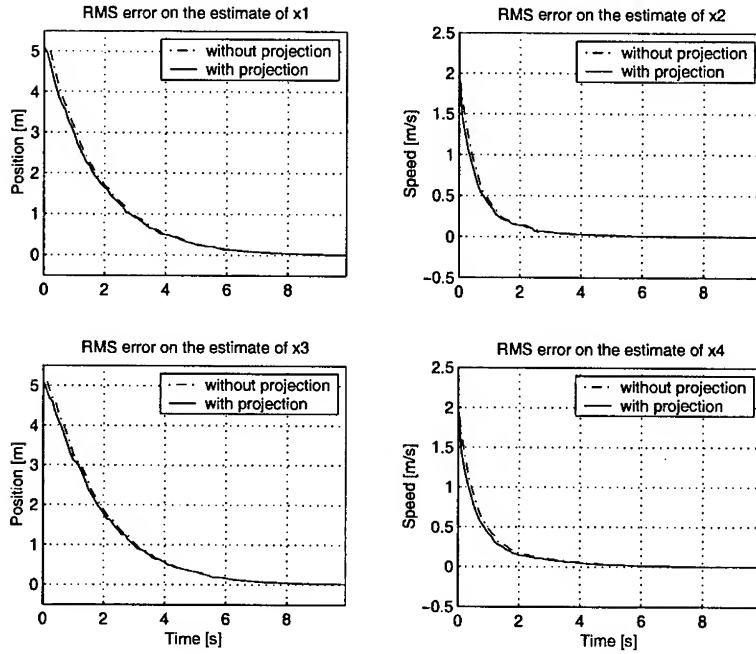 RMS error on the estimate of x1
5
4
3
2
1
0
Position [m]
without projection
with projection
0 2 4 6 8
RMS error on the estimate of x2
2.5
2
1.5
1
0.5
0
−0.5
Speed [m/s]
without projection
with projection
0 2 4 6 8
RMS error on the estimate of x3
5
4
3
2
1
0
Position [m]
without projection
with projection
0 2 4 6 8
Time [s]
RMS error on the estimate of x4
2.5
2
1.5
1
0.5
0
−0.5
Speed [m/s]
without projection
with projection
0 2 4 6 8
Time [s]